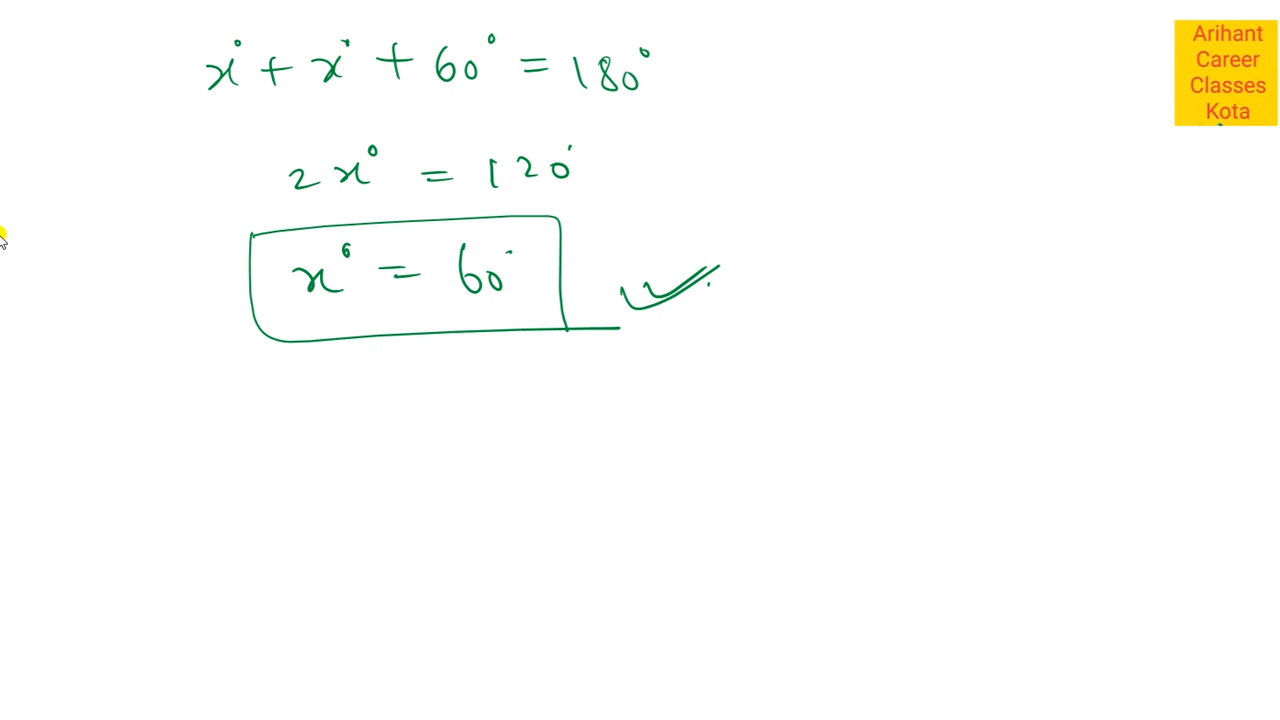 x° + x° + 60° = 180°
2x° = 120°
x° = 60°
Arihant
Career
Classes
Kota